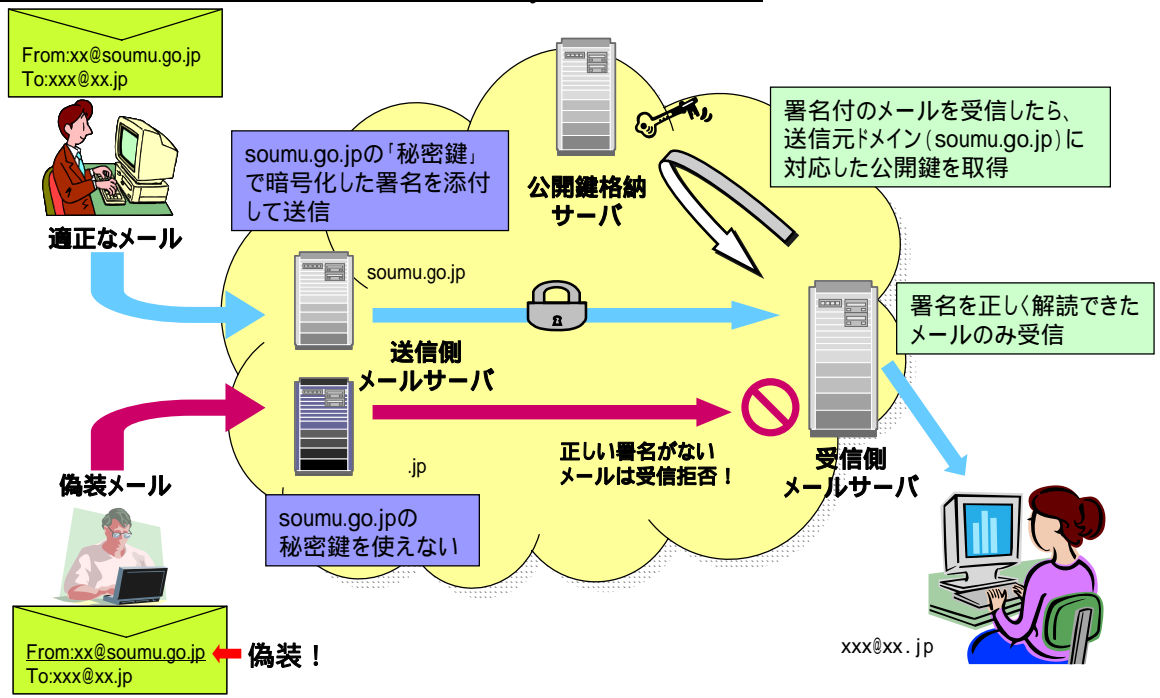 From:xx@soumu.go.jp
To:xxx@xx.jp
適正なメール
soumu.go.jpの「秘密鍵」
で暗号化した署名を添付
して送信
公開鍵格納
サーバ
署名付のメールを受信したら、
送信元ドメイン(soumu.go.jp)に
対応した公開鍵を取得
soumu.go.jp
送信側
メールサーバ
署名を正しく解読できた
メールのみ受信
.jp
正しい署名がない
メールは受信拒否！
受信側
メールサーバ
偽装メール
soumu.go.jpの
秘密鍵を使えない
From:xx@soumu.go.jp
To:xxx@xx.jp
偽装！
xxx@xx.jp